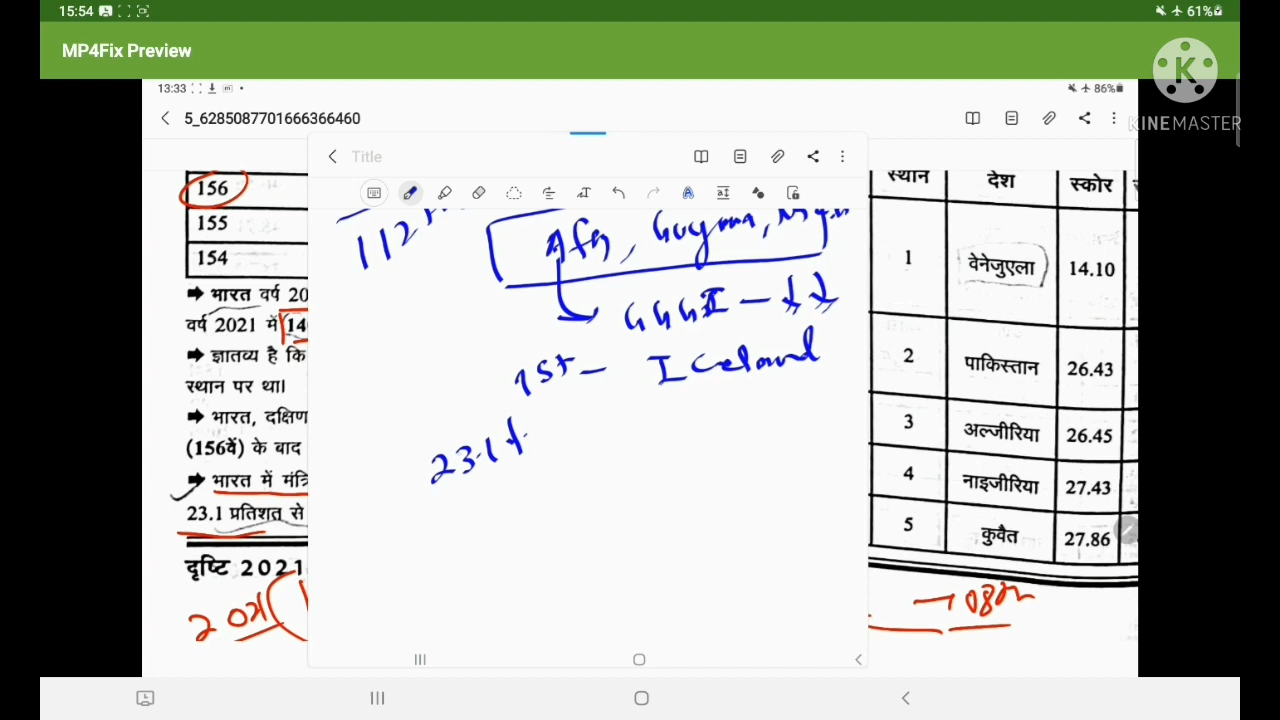 15:54 61%
MP4Fix Preview
KINEMASTER
13:33 86%
5_6285087701666366460
Title
156
155
154
➡ भारत वर्ष 20
वर्ष 2021 में 14
➡ ज्ञातव्य है कि
स्थान पर था।
➡ भारत, दक्षिण
(156वें) के बाद
➡ भारत में मंत्रि
23.1 प्रतिशत से
दृष्टि 2021
112th
Afg, Guyana,
GGGI –
1st – Iceland
23.1
स्थान देश स्कोर
1 वेनेजुएला 14.10
2 पाकिस्तान 26.43
3 अल्जीरिया 26.45
4 नाइजीरिया 27.43
5 कुवैत 27.86